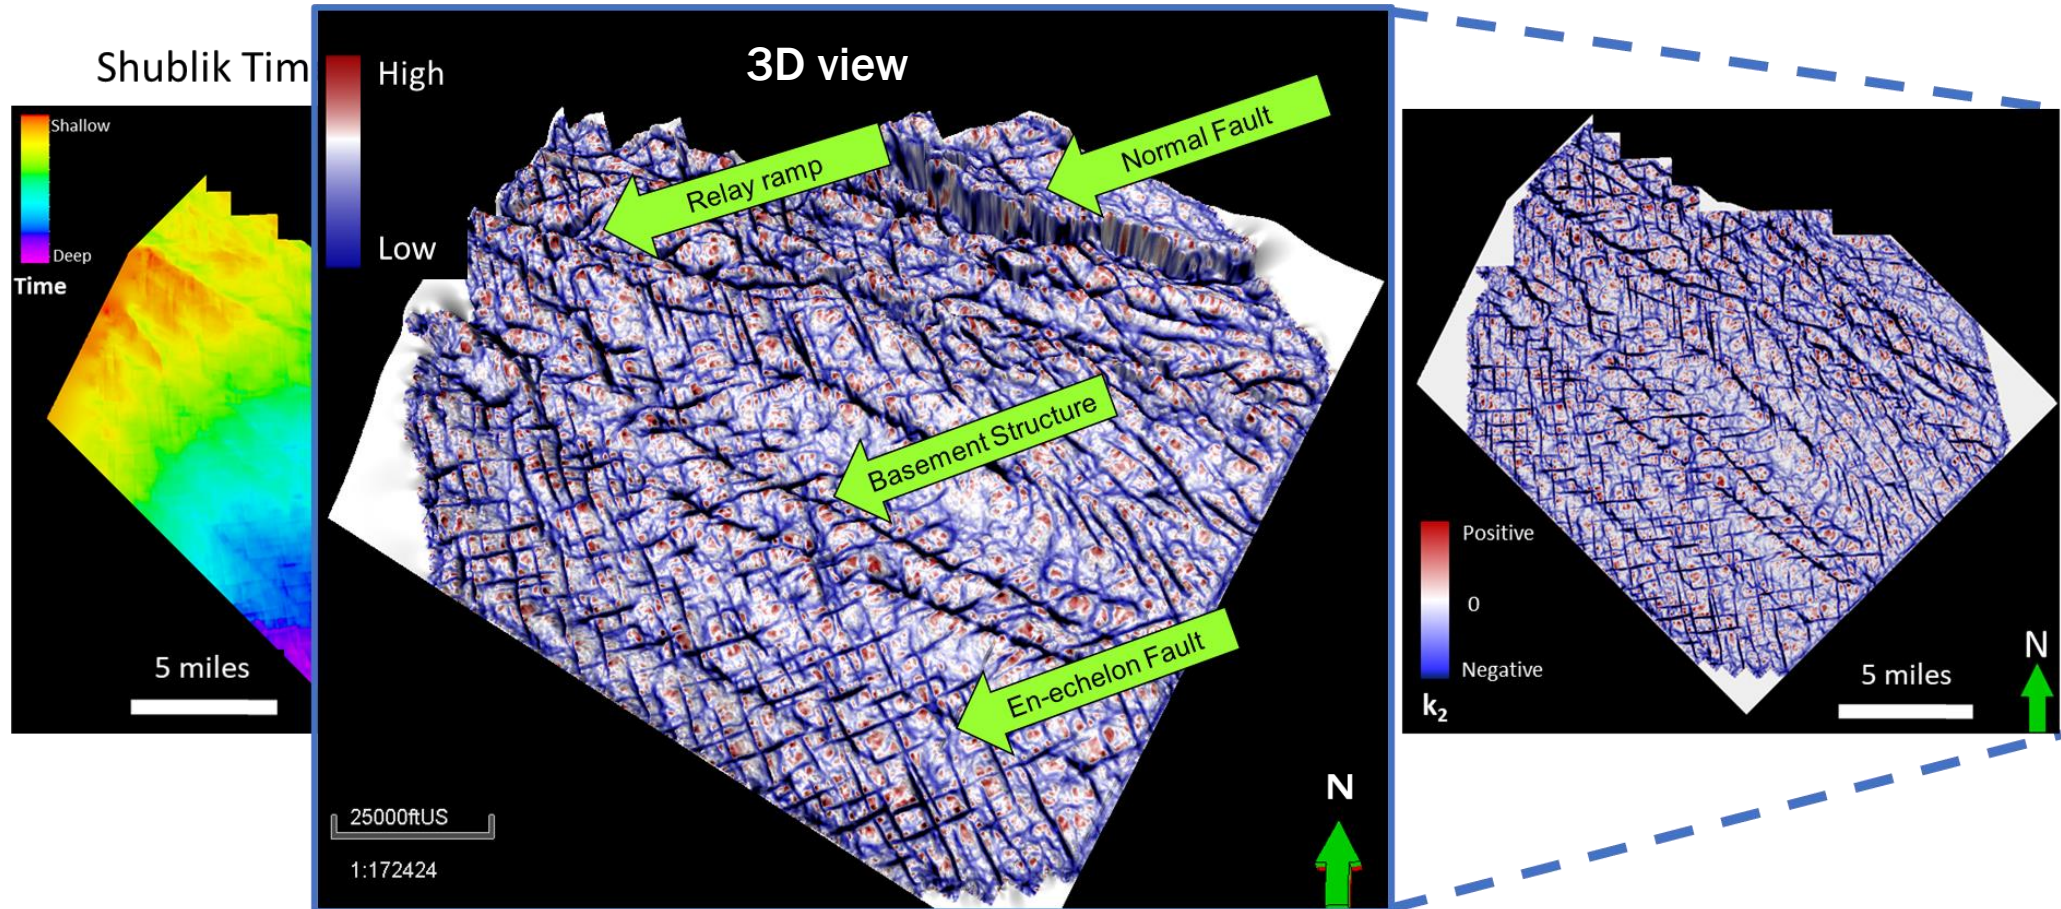 Shublik Tim
Shallow
Deep
Time
5 miles
3D view
High
Low
Relay ramp
Normal Fault
Basement Structure
En-echelon Fault
25000ftUS
1:172424
N
Positive
0
Negative
k₂
5 miles
N